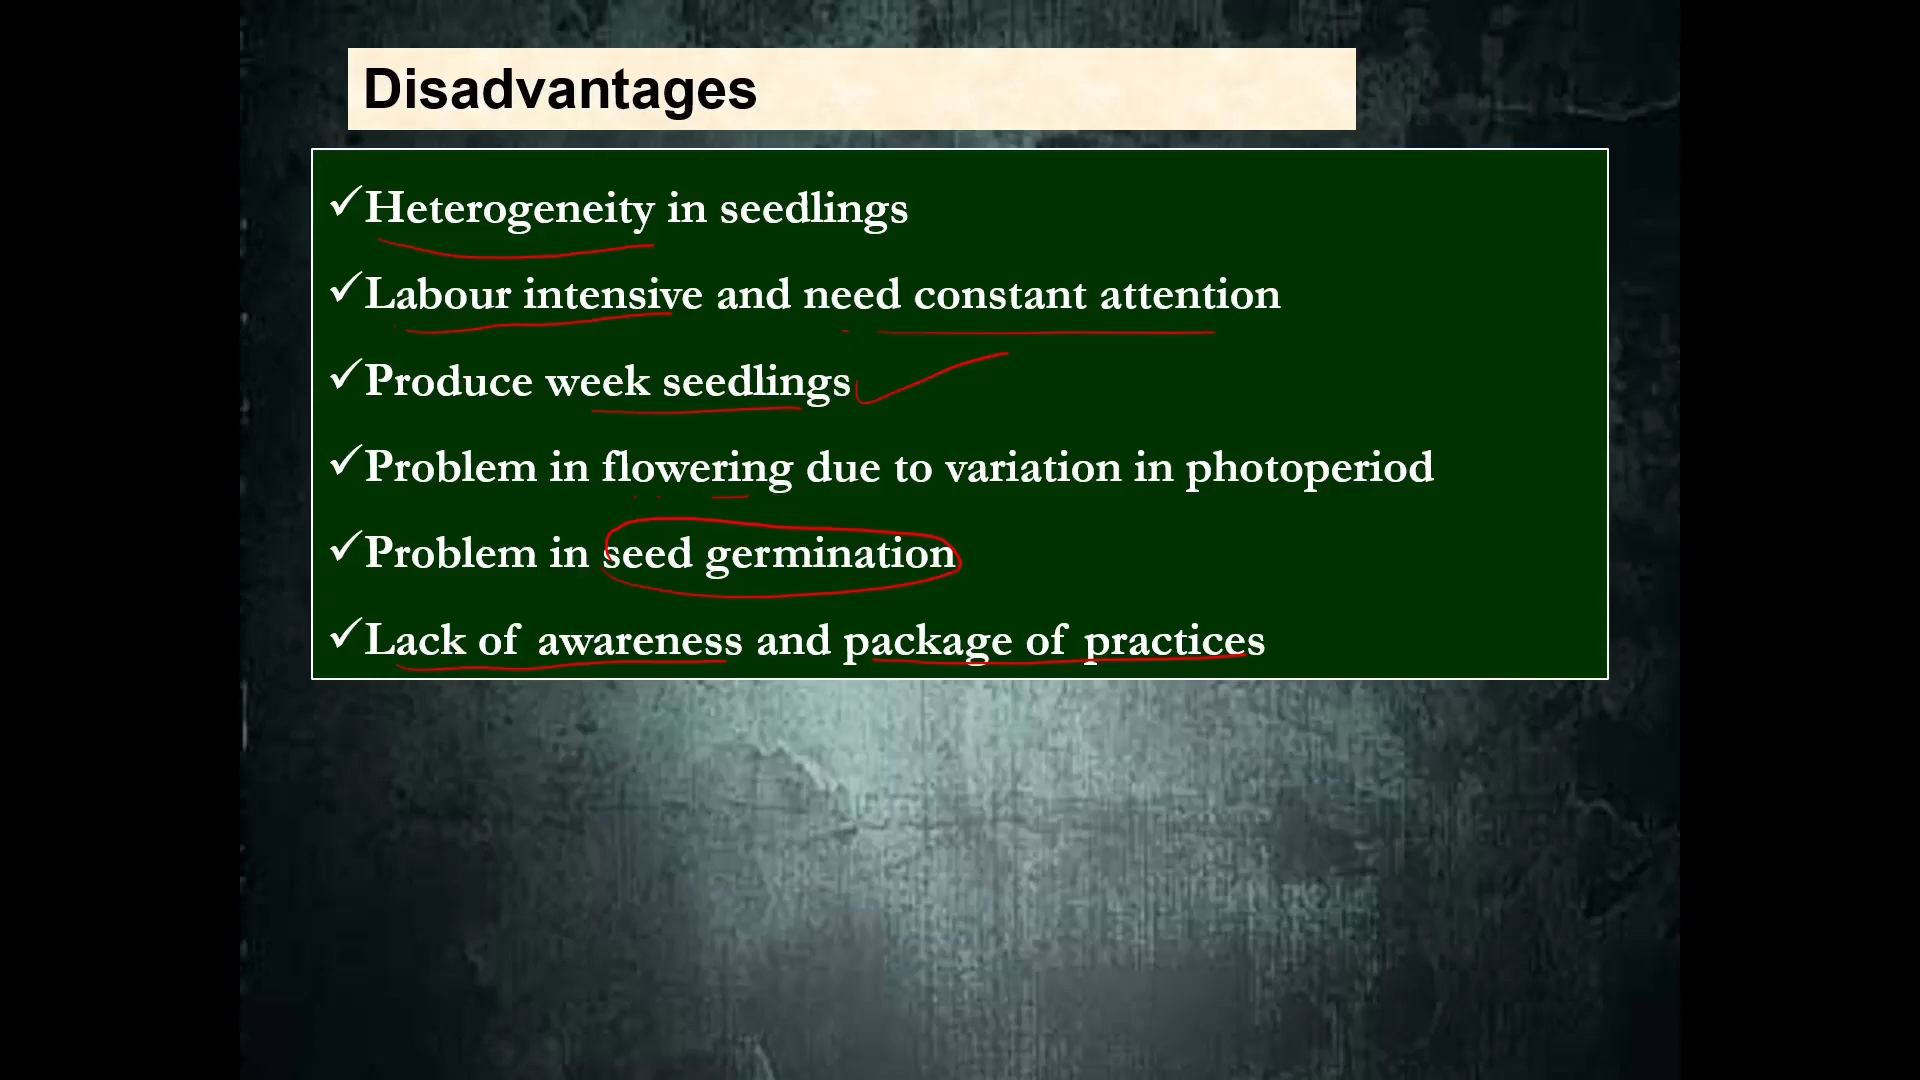 Disadvantages
✓Heterogeneity in seedlings
✓Labour intensive and need constant attention
✓Produce week seedlings
✓Problem in flowering due to variation in photoperiod
✓Problem in seed germination
✓Lack of awareness and package of practices